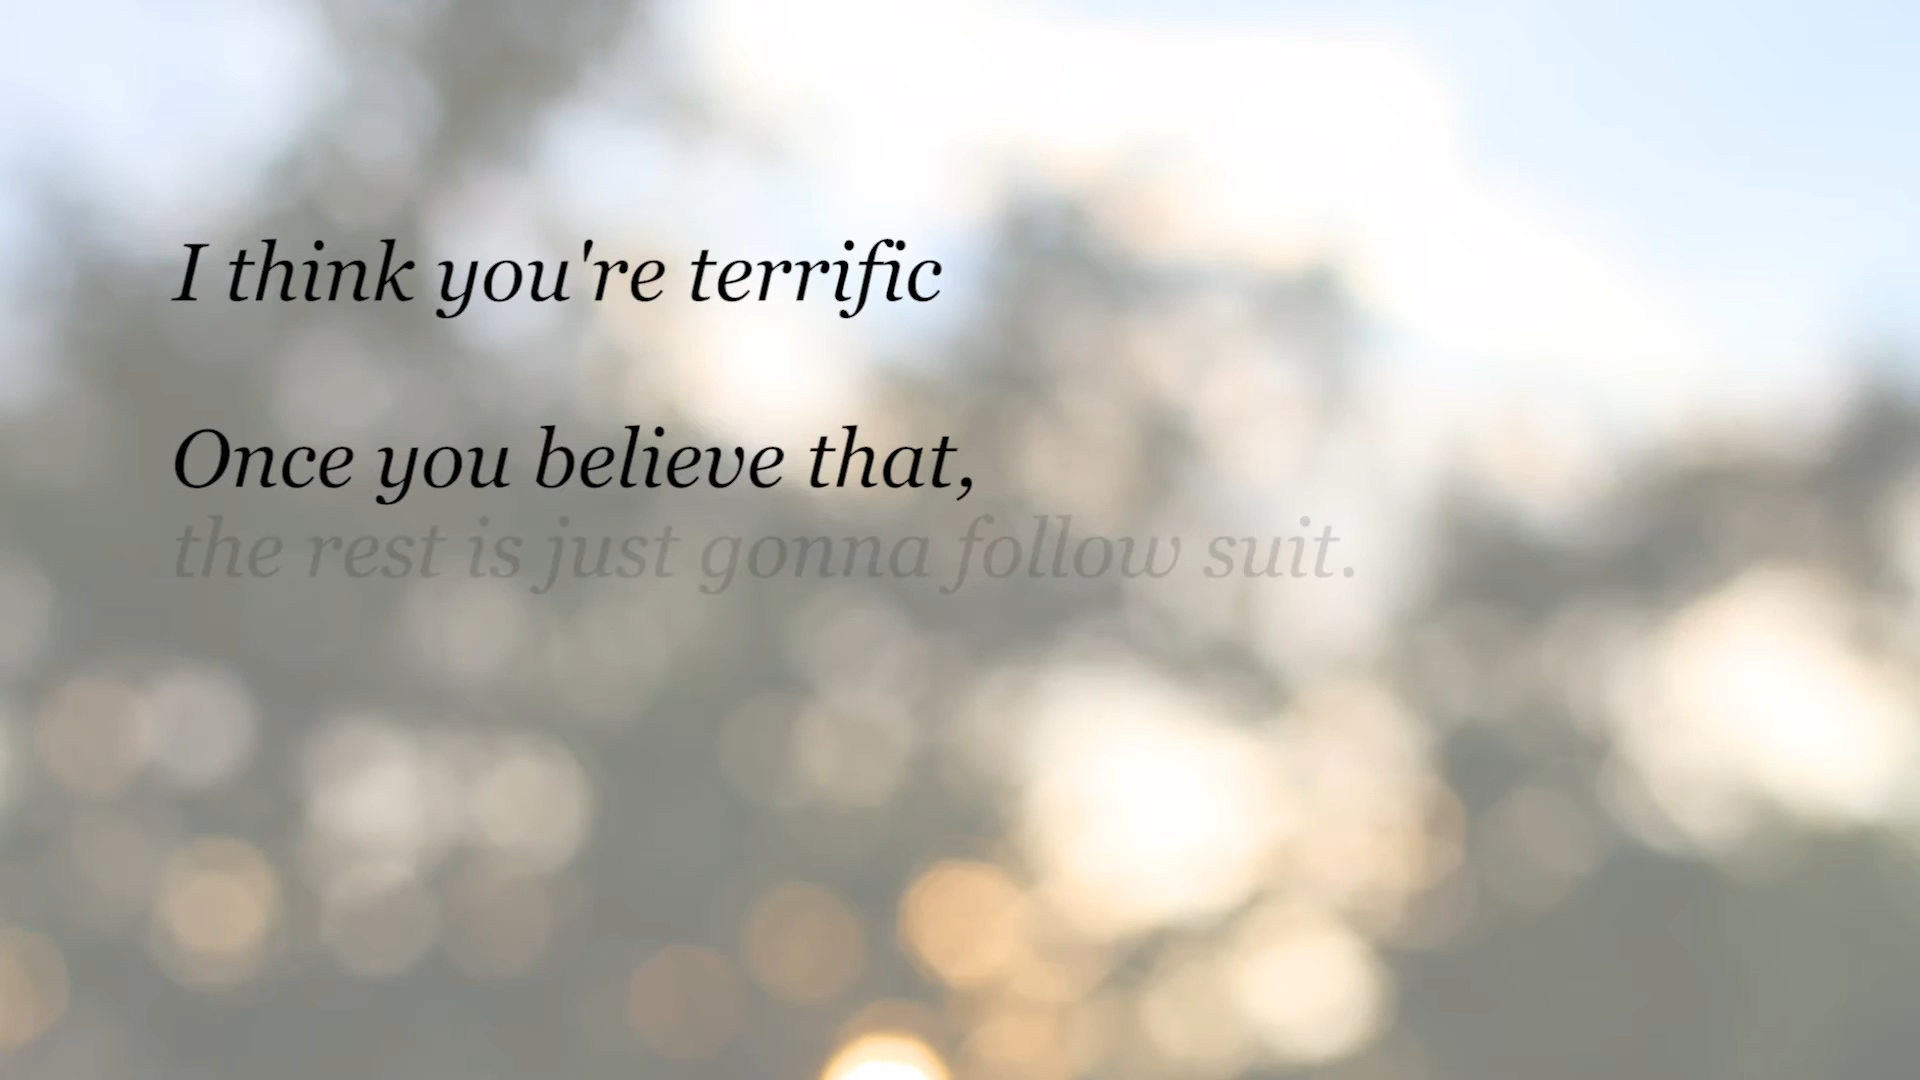 I think you're terrific
Once you believe that,
the rest is just gonna follow suit.